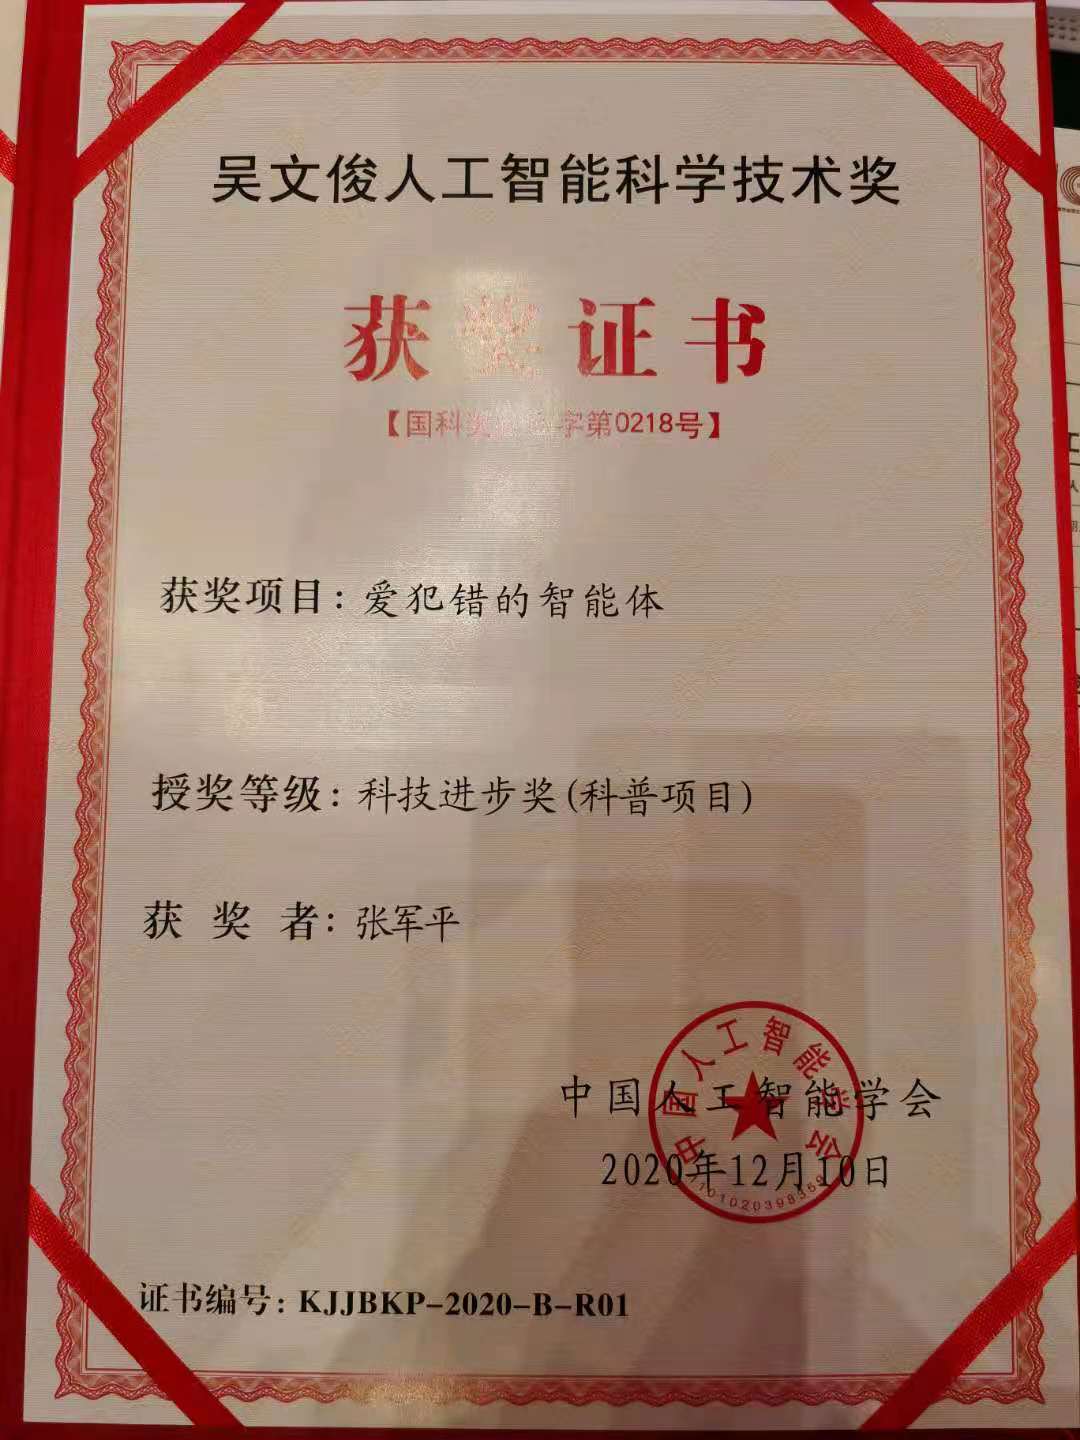 吴文俊人工智能科学技术奖
获奖证书
【国科奖 字第0218号】
获奖项目：爱犯错的智能体
授奖等级：科技进步奖(科普项目)
获奖者：张军平
中国人工智能学会
2020年12月10日
中国人工智能学会
证书编号：KJJBKP-2020-B-R01